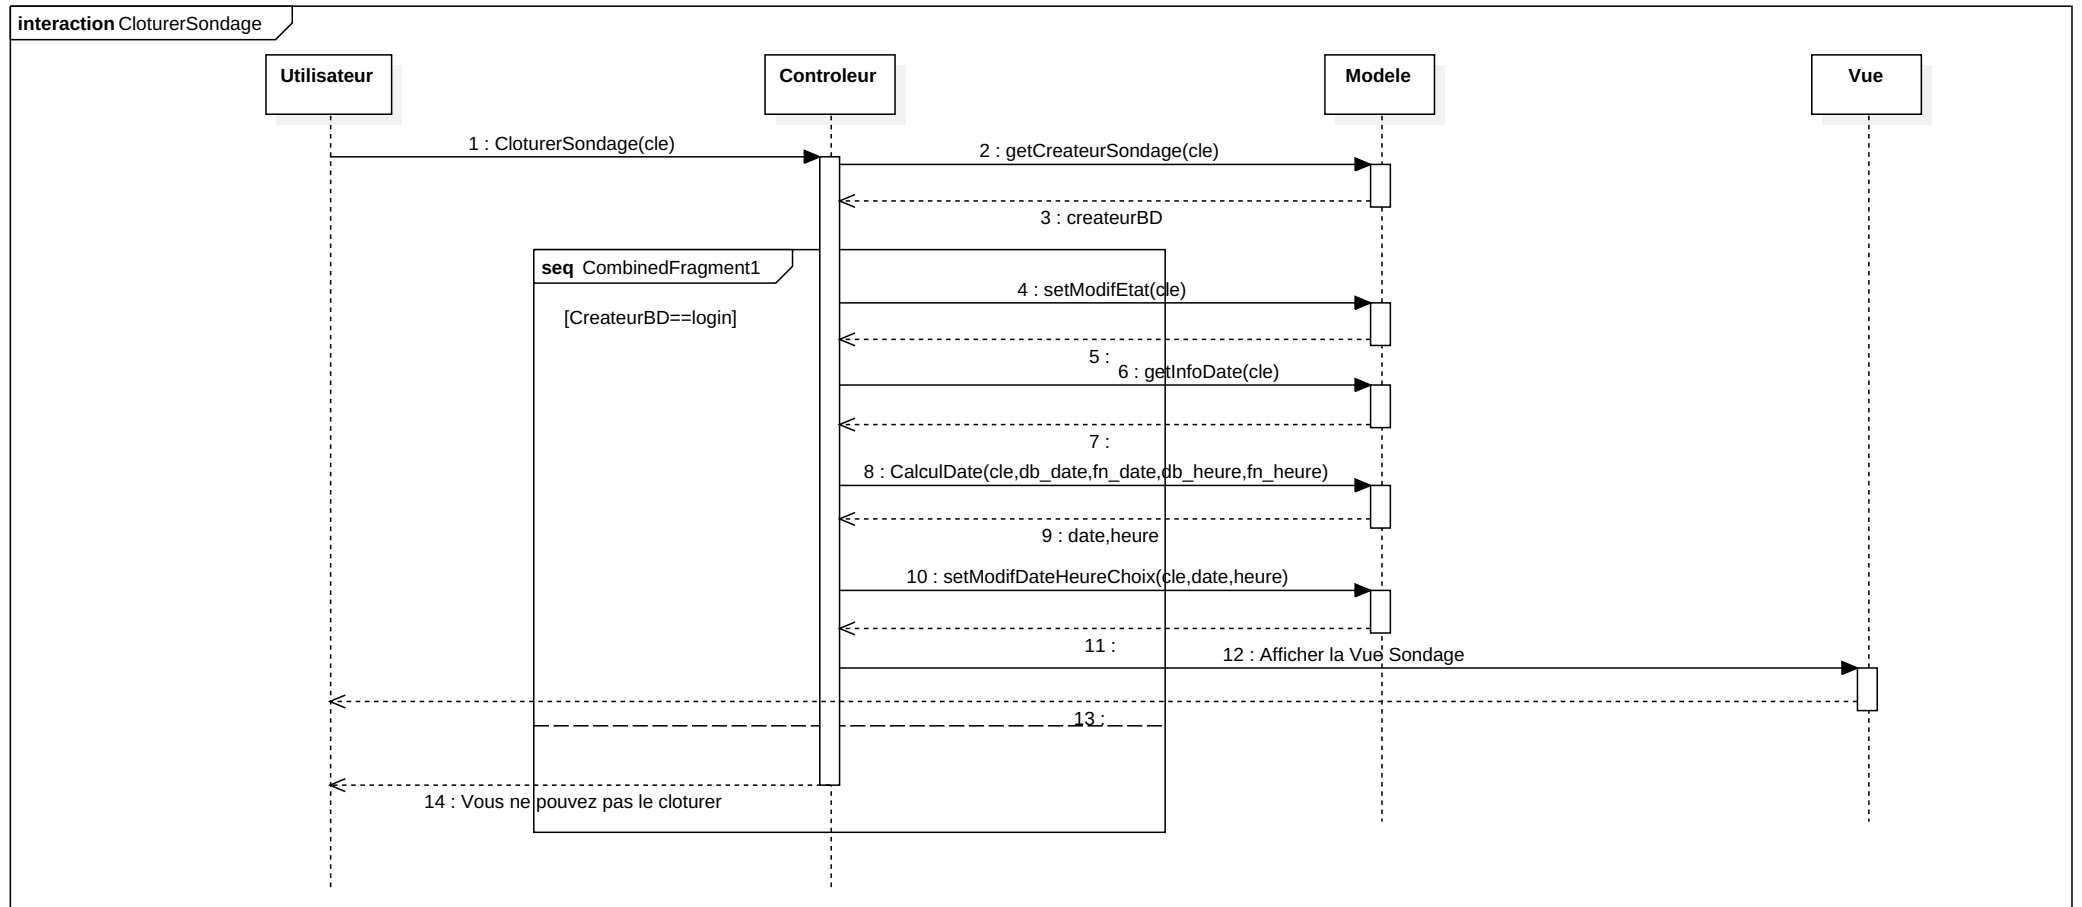 interaction CloturerSondage
Utilisateur
Controleur
Modele
Vue
1 : CloturerSondage(cle)
2 : getCreateurSondage(cle)
3 : createurBD
seq CombinedFragment1
4 : setModifEtat(cle)
[CreateurBD==login]
5 :
6 : getInfoDate(cle)
7 :
8 : CalculDate(cle,db_date,fn_date,db_heure,fn_heure)
9 : date,heure
10 : setModifDateHeureChoix(cle,date,heure)
11 :
12 : Afficher la Vue Sondage
13 :
14 : Vous ne pouvez pas le cloturer